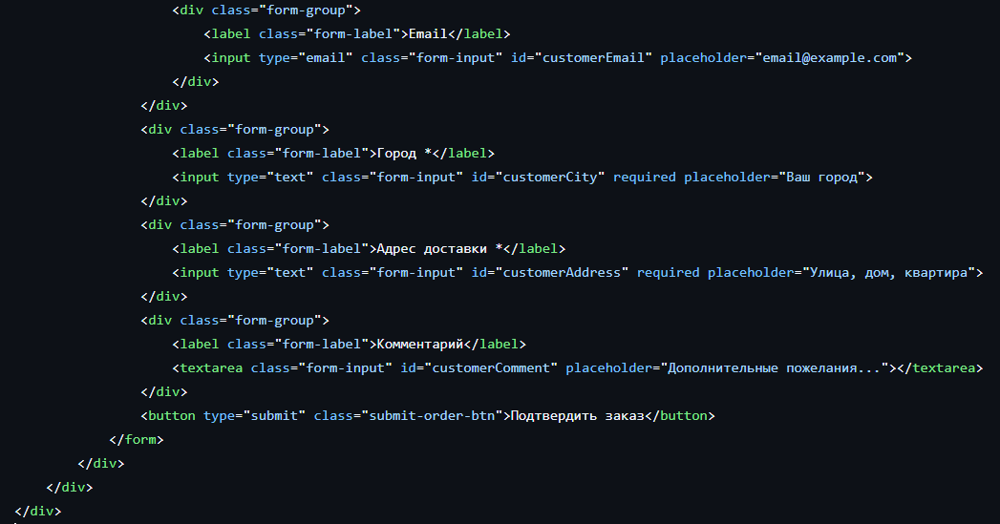 <div class="form-group">
<label class="form-label">Email</label>
<input type="email" class="form-input" id="customerEmail" placeholder="email@example.com">
</div>
</div>
<div class="form-group">
<label class="form-label">Город *</label>
<input type="text" class="form-input" id="customerCity" required placeholder="Ваш город">
</div>
<div class="form-group">
<label class="form-label">Адрес доставки *</label>
<input type="text" class="form-input" id="customerAddress" required placeholder="Улица, дом, квартира">
</div>
<div class="form-group">
<label class="form-label">Комментарий</label>
<textarea class="form-input" id="customerComment" placeholder="Дополнительные пожелания..."></textarea>
</div>
<button type="submit" class="submit-order-btn">Подтвердить заказ</button>
</form>
</div>
</div>
</div>